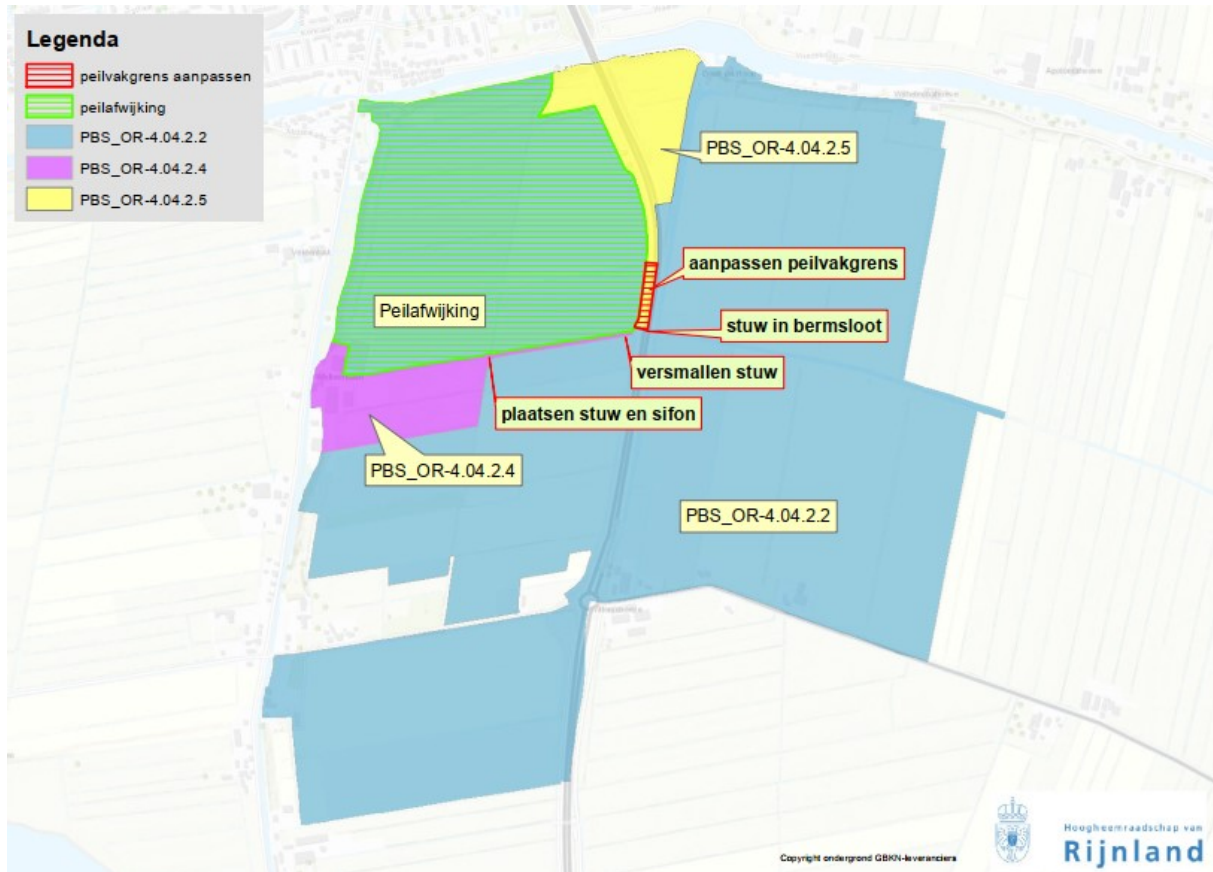 Legenda
peilvakgrens aanpassen
peilafwijking
PBS_OR-4.04.2.2
PBS_OR-4.04.2.4
PBS_OR-4.04.2.5
PBS_OR-4.04.2.5
aanpassen peilvakgrens
Peilafwijking
stuw in bermsloot
versmallen stuw
plaatsen stuw en sifon
PBS_OR-4.04.2.4
PBS_OR-4.04.2.2
Copyright ondergrond GBKN-leveranciers
Hoogheemraadschap van
Rijnland